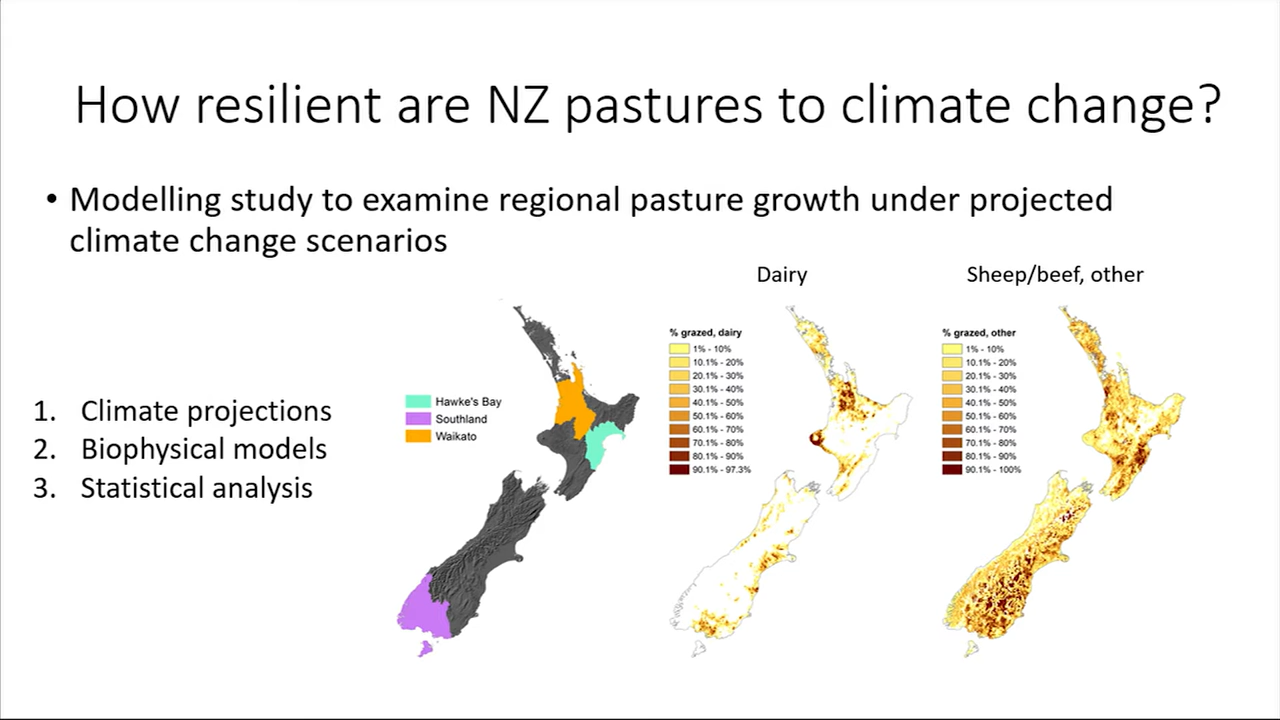 How resilient are NZ pastures to climate change?
• Modelling study to examine regional pasture growth under projected
climate change scenarios
Dairy
Sheep/beef, other
1. Climate projections
2. Biophysical models
3. Statistical analysis
Hawke's Bay
Southland
Waikato
% grazed, dairy
1% - 10%
10.1% - 20%
20.1% - 30%
30.1% - 40%
40.1% - 50%
50.1% - 60%
60.1% - 70%
70.1% - 80%
80.1% - 90%
90.1% - 97.3%
% grazed, other
1% - 10%
10.1% - 20%
20.1% - 30%
30.1% - 40%
40.1% - 50%
50.1% - 60%
60.1% - 70%
70.1% - 80%
80.1% - 90%
90.1% - 100%